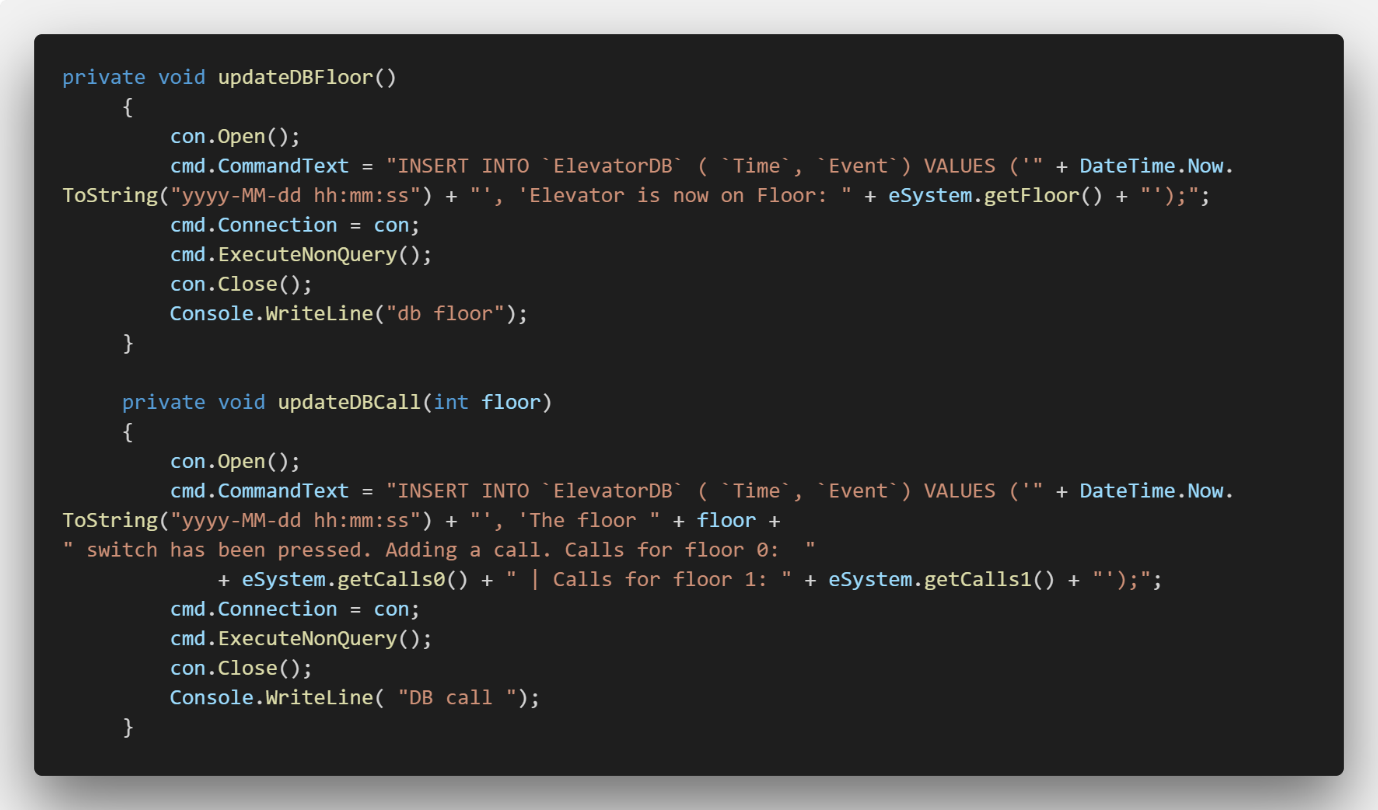 private void updateDBFloor()
     {
         con.Open();
         cmd.CommandText = "INSERT INTO `ElevatorDB` ( `Time`, `Event`) VALUES ('" + DateTime.Now.
ToString("yyyy-MM-dd hh:mm:ss") + "', 'Elevator is now on Floor: " + eSystem.getFloor() + "');";
         cmd.Connection = con;
         cmd.ExecuteNonQuery();
         con.Close();
         Console.WriteLine("db floor");
     }

     private void updateDBCall(int floor)
     {
         con.Open();
         cmd.CommandText = "INSERT INTO `ElevatorDB` ( `Time`, `Event`) VALUES ('" + DateTime.Now.
ToString("yyyy-MM-dd hh:mm:ss") + "', 'The floor " + floor +
" switch has been pressed. Adding a call. Calls for floor 0:  "
             + eSystem.getCalls0() + " | Calls for floor 1: " + eSystem.getCalls1() + "');";
         cmd.Connection = con;
         cmd.ExecuteNonQuery();
         con.Close();
         Console.WriteLine( "DB call ");
     }